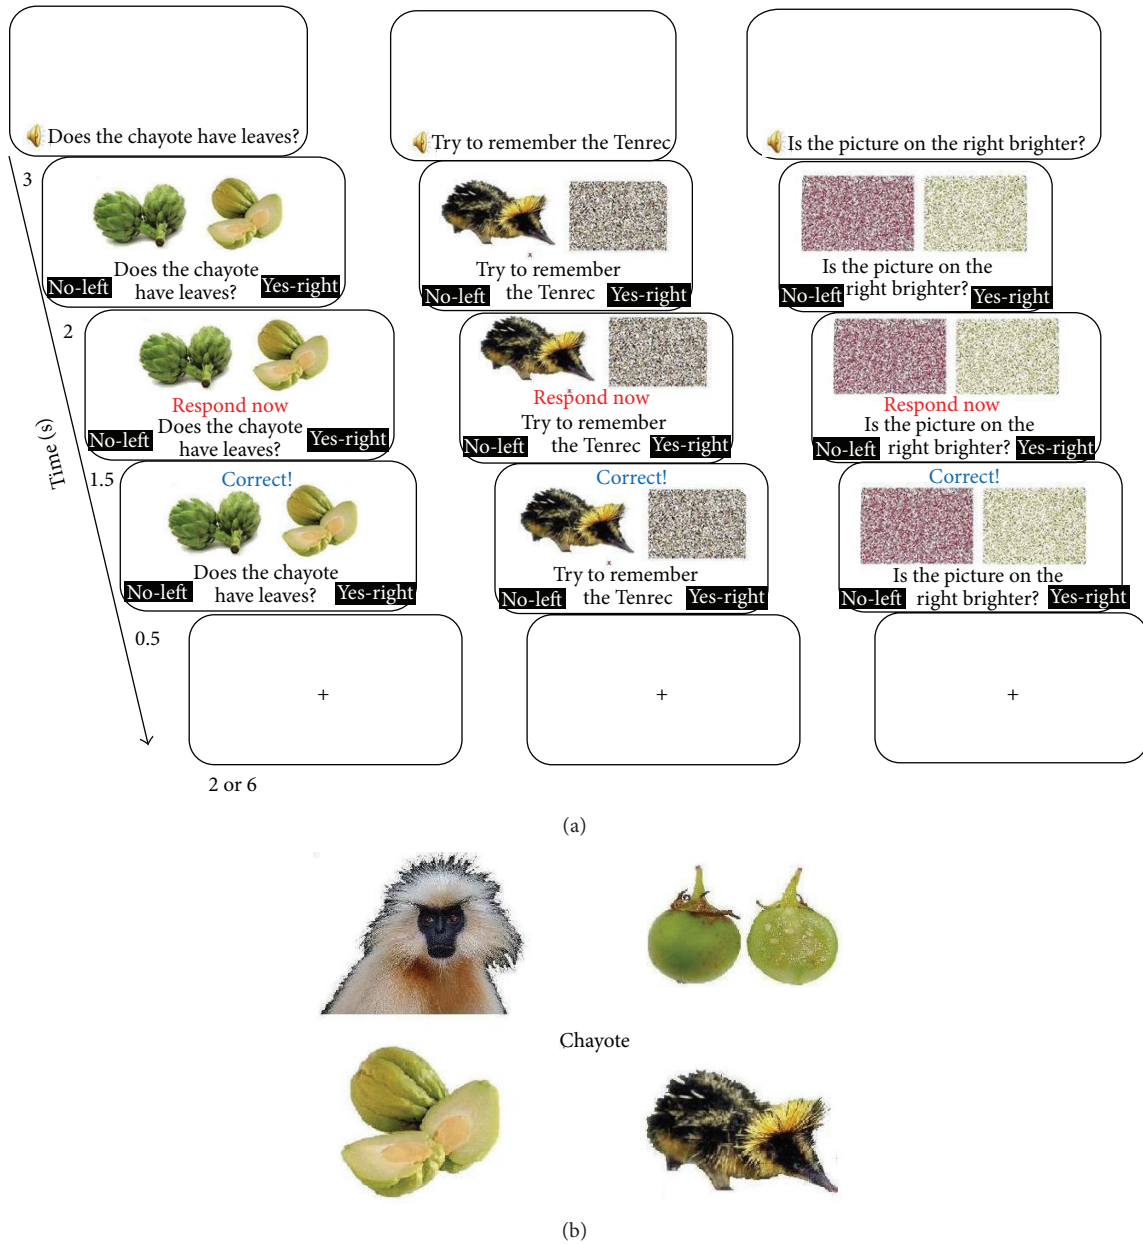 Does the chayote have leaves?
Try to remember the Tenrec
Is the picture on the right brighter?
3
Does the chayote
have leaves?
No-left
Yes-right
Try to remember
the Tenrec
No-left
Yes-right
Is the picture on the
right brighter?
No-left
Yes-right
2
Respond now
Does the chayote
have leaves?
No-left
Yes-right
Respond now
Try to remember
the Tenrec
No-left
Yes-right
Respond now
Is the picture on the
right brighter?
No-left
Yes-right
Time (s)
1.5
Correct!
Does the chayote
have leaves?
No-left
Yes-right
Correct!
Try to remember
the Tenrec
No-left
Yes-right
Correct!
Is the picture on the
right brighter?
No-left
Yes-right
0.5
+
+
+
2 or 6
(a)
Chayote
(b)